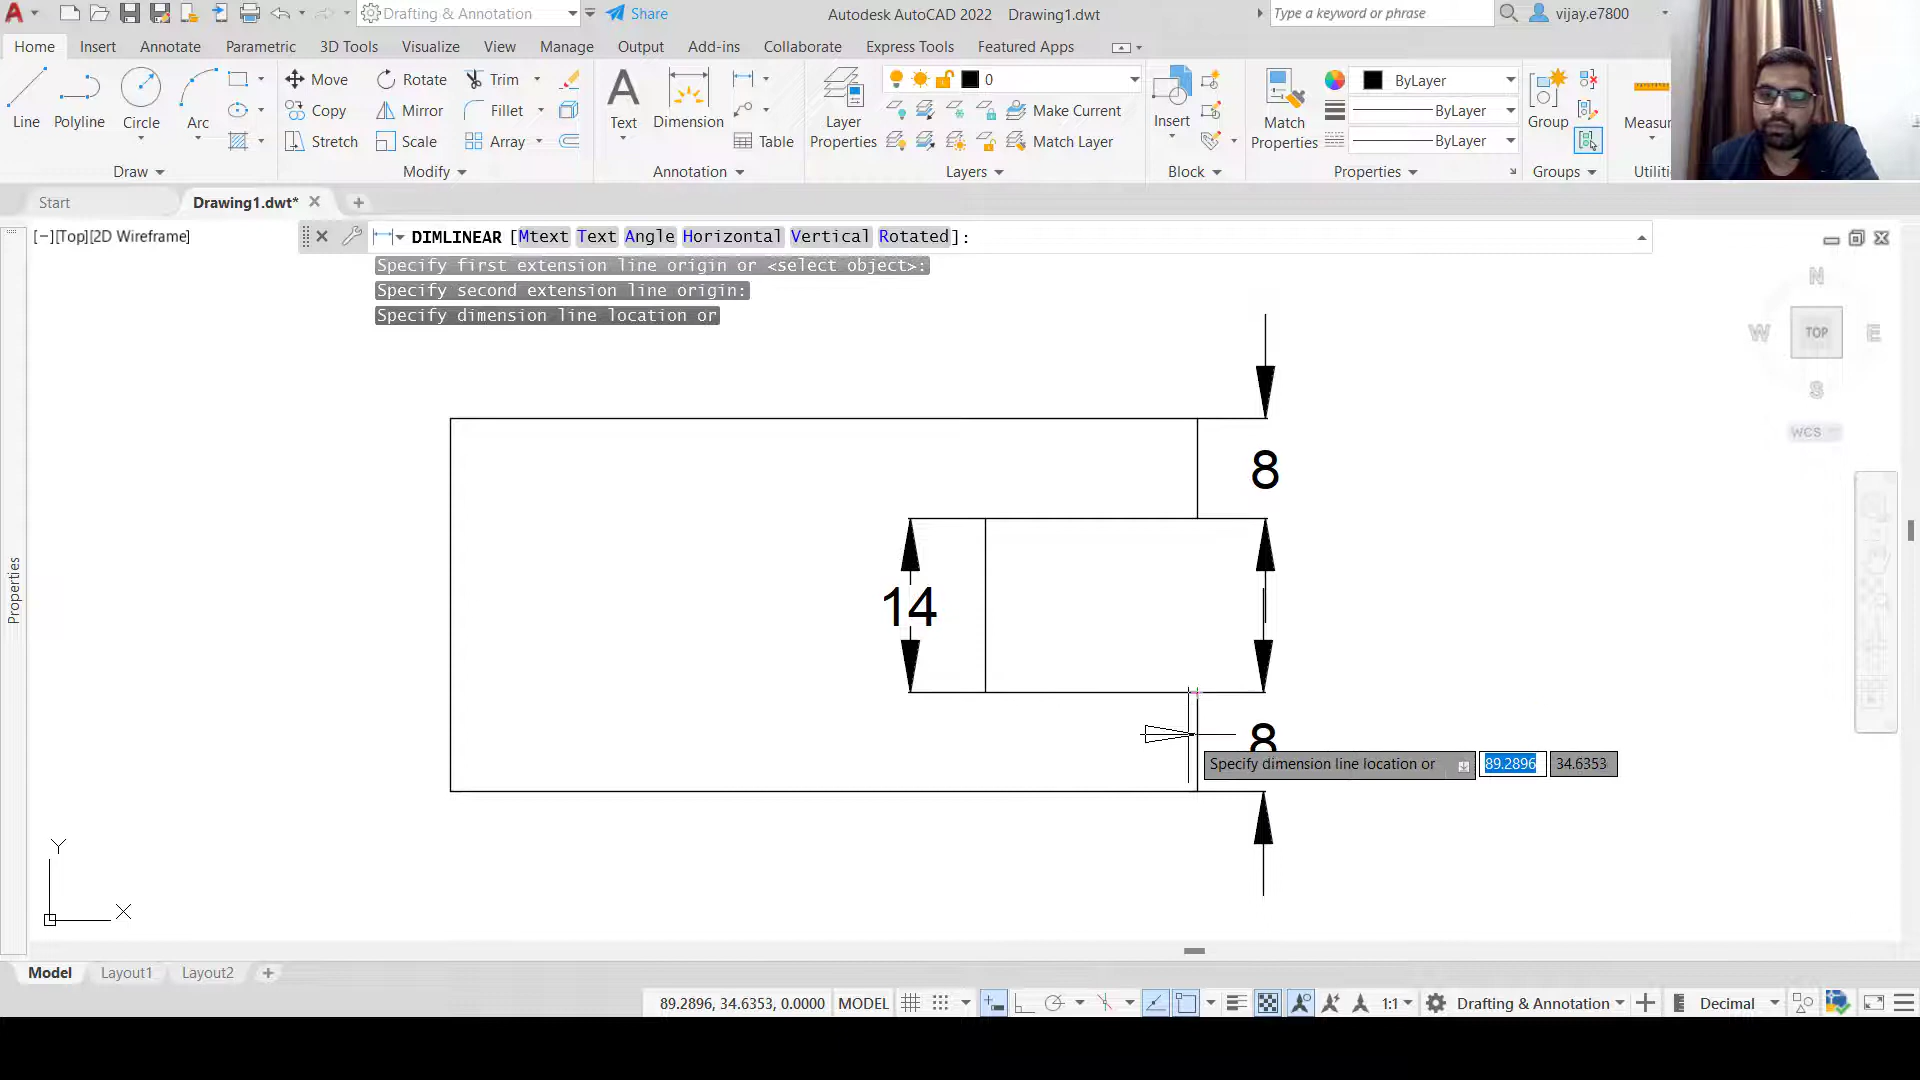 Drafting & Annotation
Share
Autodesk AutoCAD 2022 Drawing1.dwt
Type a keyword or phrase
vijay.e7800
Home Insert Annotate Parametric 3D Tools Visualize View Manage Output Add-ins Collaborate Express Tools Featured Apps
Line
Polyline
Circle
Arc
Move
Rotate
Trim
Copy
Mirror
Fillet
Stretch
Scale
Array
Text
Dimension
Table
Layer
Properties
0
Make Current
Match Layer
Insert
Match
Properties
ByLayer
ByLayer
ByLayer
Group
Measur
Draw Modify Annotation Layers Block Properties Groups Utiliti
Start Drawing1.dwt*
[−][Top][2D Wireframe]
DIMLINEAR [Mtext Text Angle Horizontal Vertical Rotated]:
Specify first extension line origin or <select object>:
Specify second extension line origin:
Specify dimension line location or
N
W TOP E
S
WCS
Properties
8
14
8
Specify dimension line location or 89.2896 34.6353
Y
X
Model Layout1 Layout2
89.2896, 34.6353, 0.0000 MODEL 1:1 Drafting & Annotation Decimal